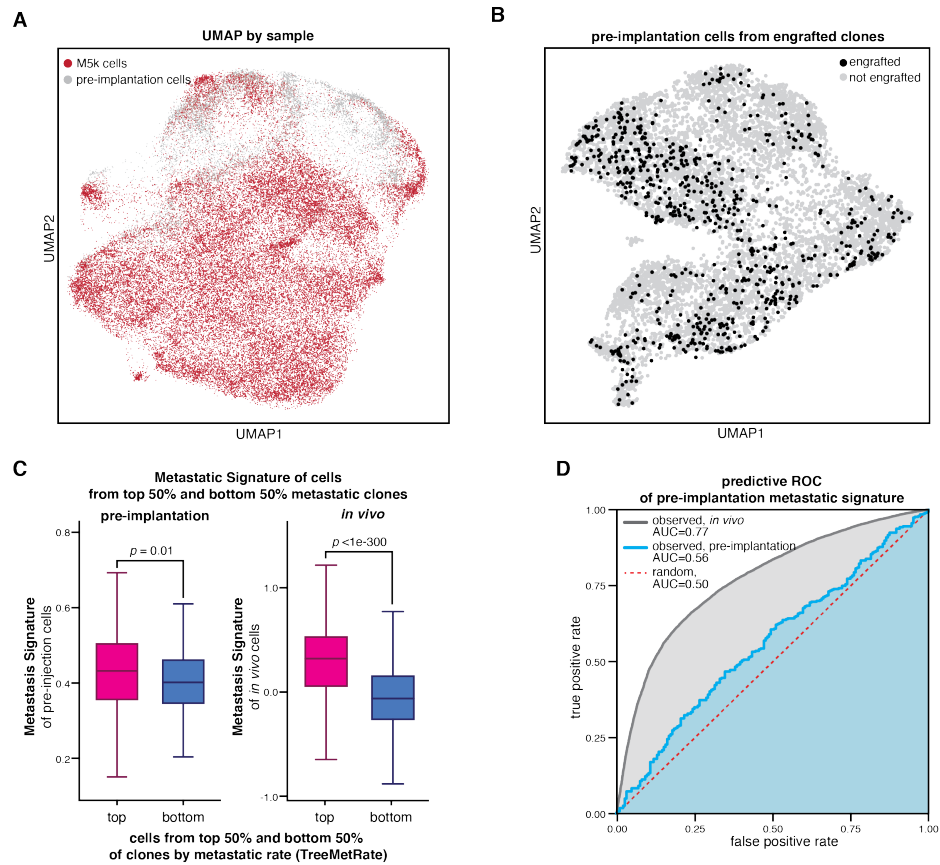 A
UMAP by sample
M5k cells
pre-implantation cells
UMAP2
UMAP1
B
pre-implantation cells from engrafted clones
engrafted
not engrafted
UMAP2
UMAP1
C
Metastatic Signature of cells
from top 50% and bottom 50% metastatic clones
pre-implantation
p = 0.01
0.8
0.6
0.4
0.2
Metastasis Signature
of pre-injection cells
top
bottom
in vivo
p <1e-300
1.0
0.0
-1.0
Metastasis Signature
of in vivo cells
top
bottom
cells from top 50% and bottom 50%
of clones by metastatic rate (TreeMetRate)
D
predictive ROC
of pre-implantation metastatic signature
observed, in vivo
AUC=0.77
observed, pre-implantation
AUC=0.56
random,
AUC=0.50
1.00
0.75
0.50
0.25
0.00
true positive rate
0.00
0.25
0.50
0.75
1.00
false positive rate